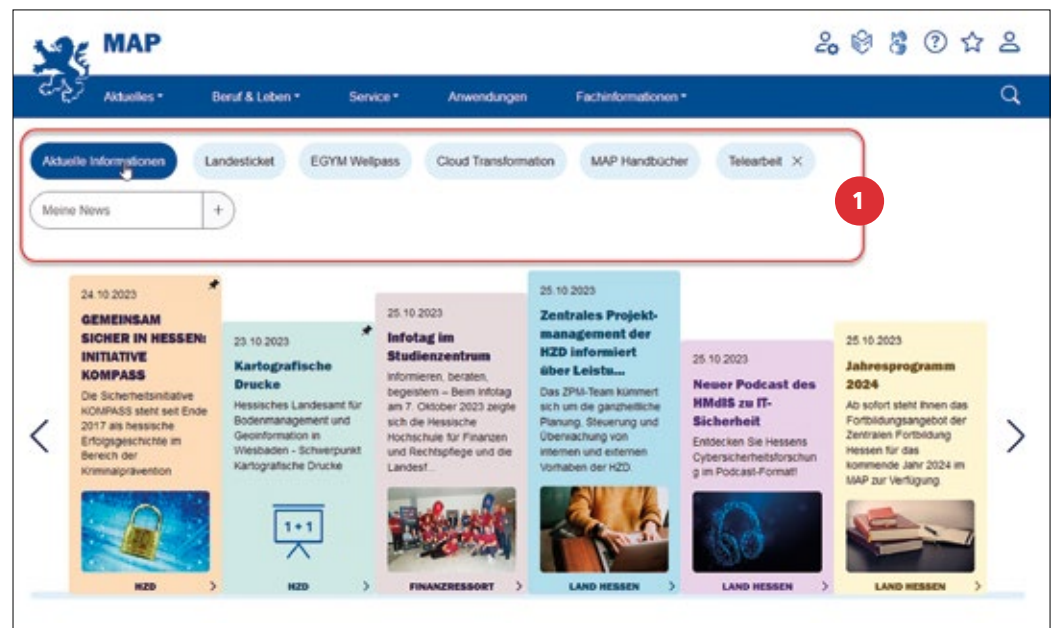 MAP
Aktuelles
Beruf & Leben
Service
Anwendungen
Fachinformationen
Aktuelle Informationen
Landesticket
EGYM Wellpass
Cloud Transformation
MAP Handbücher
Telearbeit ×
Meine News +
1
24.10.2023
GEMEINSAM
SICHER IN HESSEN:
INITIATIVE
KOMPASS
Die Sicherheitsinitiative
KOMPASS steht seit Ende
2017 als hessische
Erfolgsgeschichte im
Bereich der
Kriminalprävention
HZD
23.10.2023
Kartografische
Drucke
Hessisches Landesamt für
Bodenmanagement und
Geoinformation in
Wiesbaden - Schwerpunkt
Kartografische Drucke
1+1
HZD
25.10.2023
Infotag im
Studienzentrum
Informieren, beraten,
begeistern – Beim Infotag
am 7. Oktober 2023 zeigte
sich die Hessische
Hochschule für Finanzen
und Rechtspflege und die
Landesf...
FINANZRESSORT
25.10.2023
Zentrales Projekt-
management der
HZD informiert
über Leistu...
Das ZPM-Team kümmert
sich um die ganzheitliche
Planung, Steuerung und
Überwachung von
internen und externen
Vorhaben der HZD.
LAND HESSEN
25.10.2023
Neuer Podcast des
HMdIS zu IT-
Sicherheit
Entdecken Sie Hessens
Cybersicherheitsforschun
g im Podcast-Format!
LAND HESSEN
25.10.2023
Jahresprogramm
2024
Ab sofort steht Ihnen das
Fortbildungsangebot der
Zentralen Fortbildung
Hessen für das
kommende Jahr 2024 im
MAP zur Verfügung.
LAND HESSEN